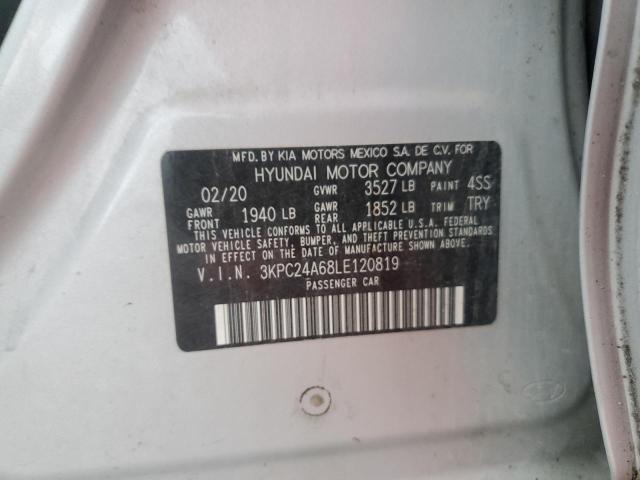 MFD. BY KIA MOTORS MEXICO S.A. DE C.V. FOR
HYUNDAI MOTOR COMPANY
02/20 GVWR 3527 LB PAINT 4SS
GAWR FRONT 1940 LB GAWR REAR 1852 LB TRIM TRY
THIS VEHICLE CONFORMS TO ALL APPLICABLE U.S.A. FEDERAL
MOTOR VEHICLE SAFETY, BUMPER, AND THEFT PREVENTION STANDARDS
IN EFFECT ON THE DATE OF MANUFACTURE SHOWN ABOVE.
V.I.N. 3KPC24A68LE120819
PASSENGER CAR